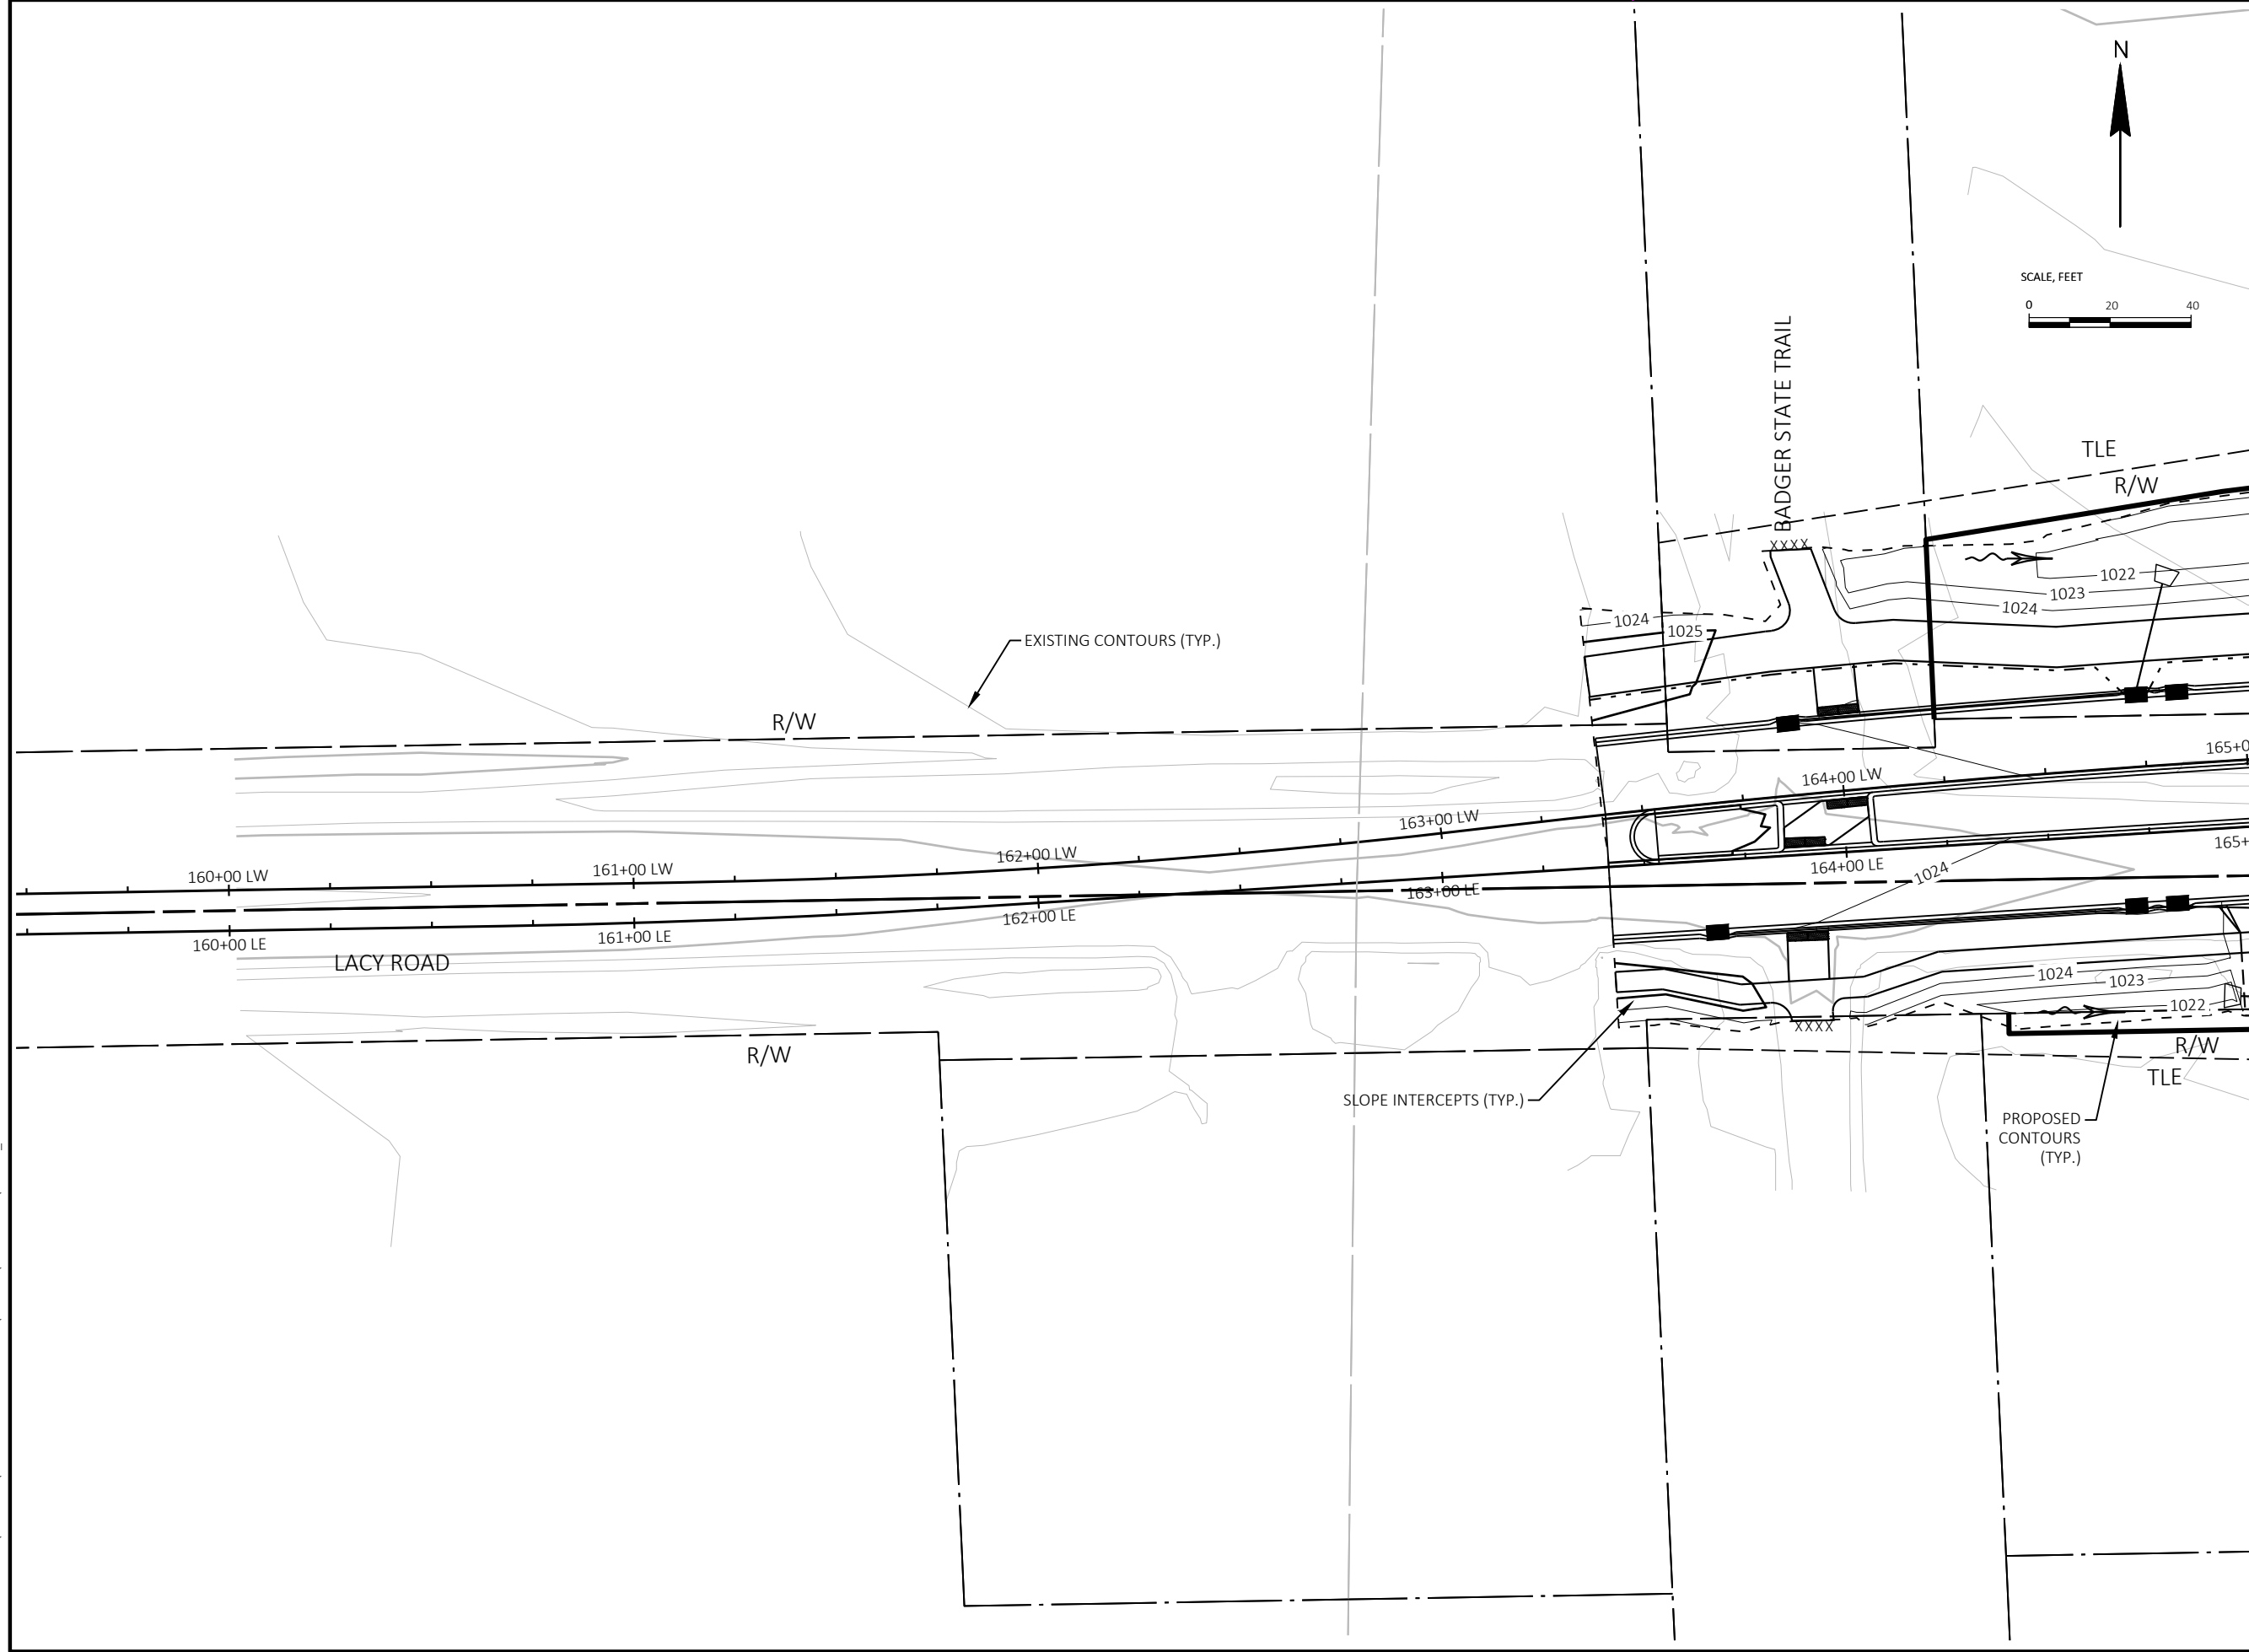 N
SCALE, FEET
0 20 40
BADGER STATE TRAIL
TLE
R/W
XXXX
1022
1023
1024
1024
1025
EXISTING CONTOURS (TYP.)
R/W
165+0
164+00 LW
163+00 LW
162+00 LW
161+00 LW
160+00 LW
165+
164+00 LE
1024
163+00 LE
162+00 LE
161+00 LE
160+00 LE
LACY ROAD
1024
1023
1022
XXXX
R/W
R/W
TLE
SLOPE INTERCEPTS (TYP.)
PROPOSED
CONTOURS
(TYP.)